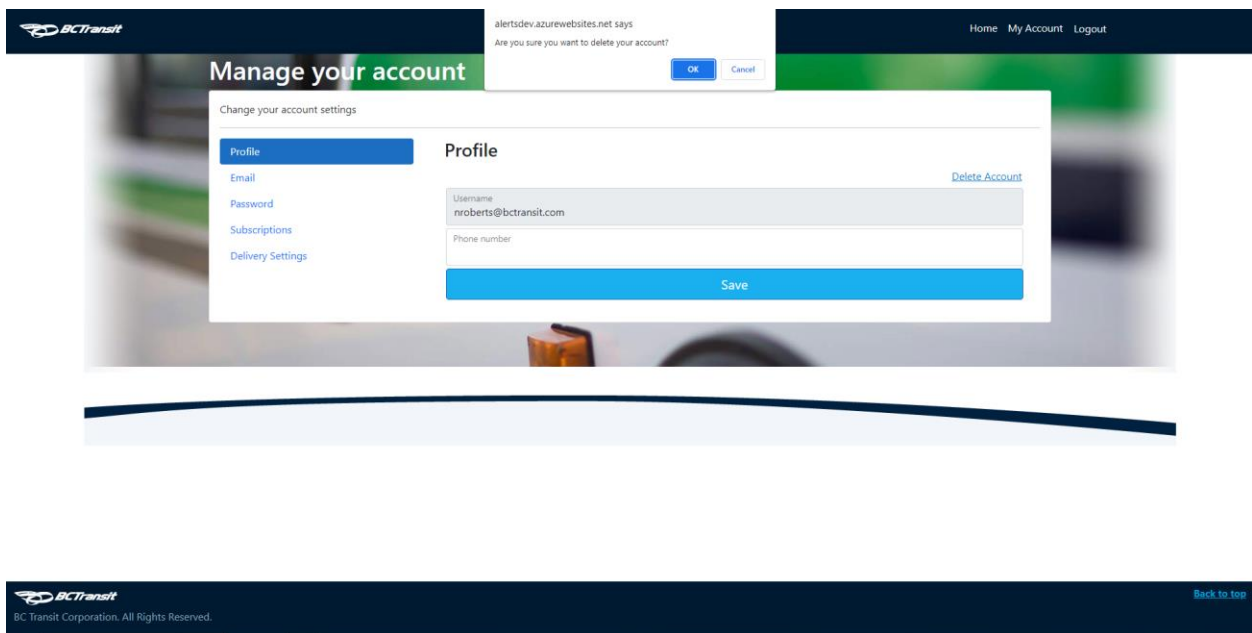 BCTransit
alertsdev.azurewebsites.net says
Are you sure you want to delete your account?
OK Cancel
Home My Account Logout
Manage your account
Change your account settings
Profile
Email
Password
Subscriptions
Delivery Settings
Profile
Delete Account
Username
nroberts@bctransit.com
Phone number
Save
BCTransit
BC Transit Corporation. All Rights Reserved.
Back to top